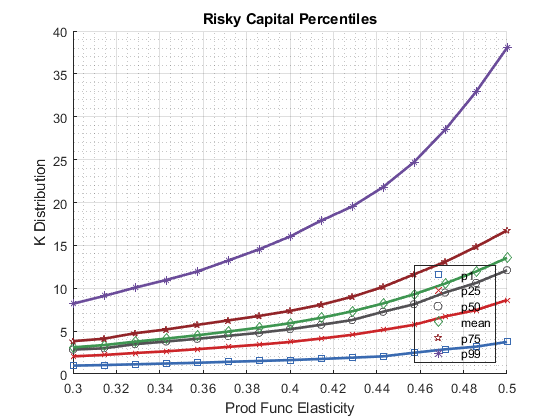 Risky Capital Percentiles
K Distribution
40
35
30
25
20
15
10
5
0
p1
p25
p50
mean
p75
p99
0.3 0.32 0.34 0.36 0.38 0.4 0.42 0.44 0.46 0.48 0.5
Prod Func Elasticity